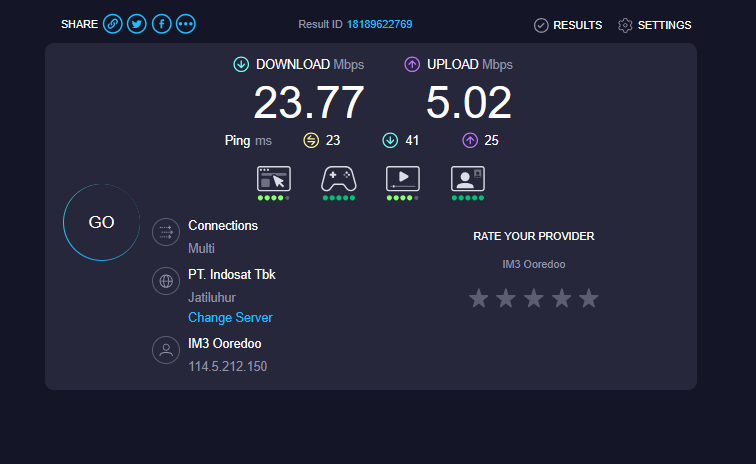 SHARE
Result ID 18189622769
RESULTS
SETTINGS
DOWNLOAD Mbps
UPLOAD Mbps
23.77
5.02
Ping ms
23
41
25
GO
Connections
Multi
PT. Indosat Tbk
Jatiluhur
Change Server
IM3 Ooredoo
114.5.212.150
RATE YOUR PROVIDER
IM3 Ooredoo